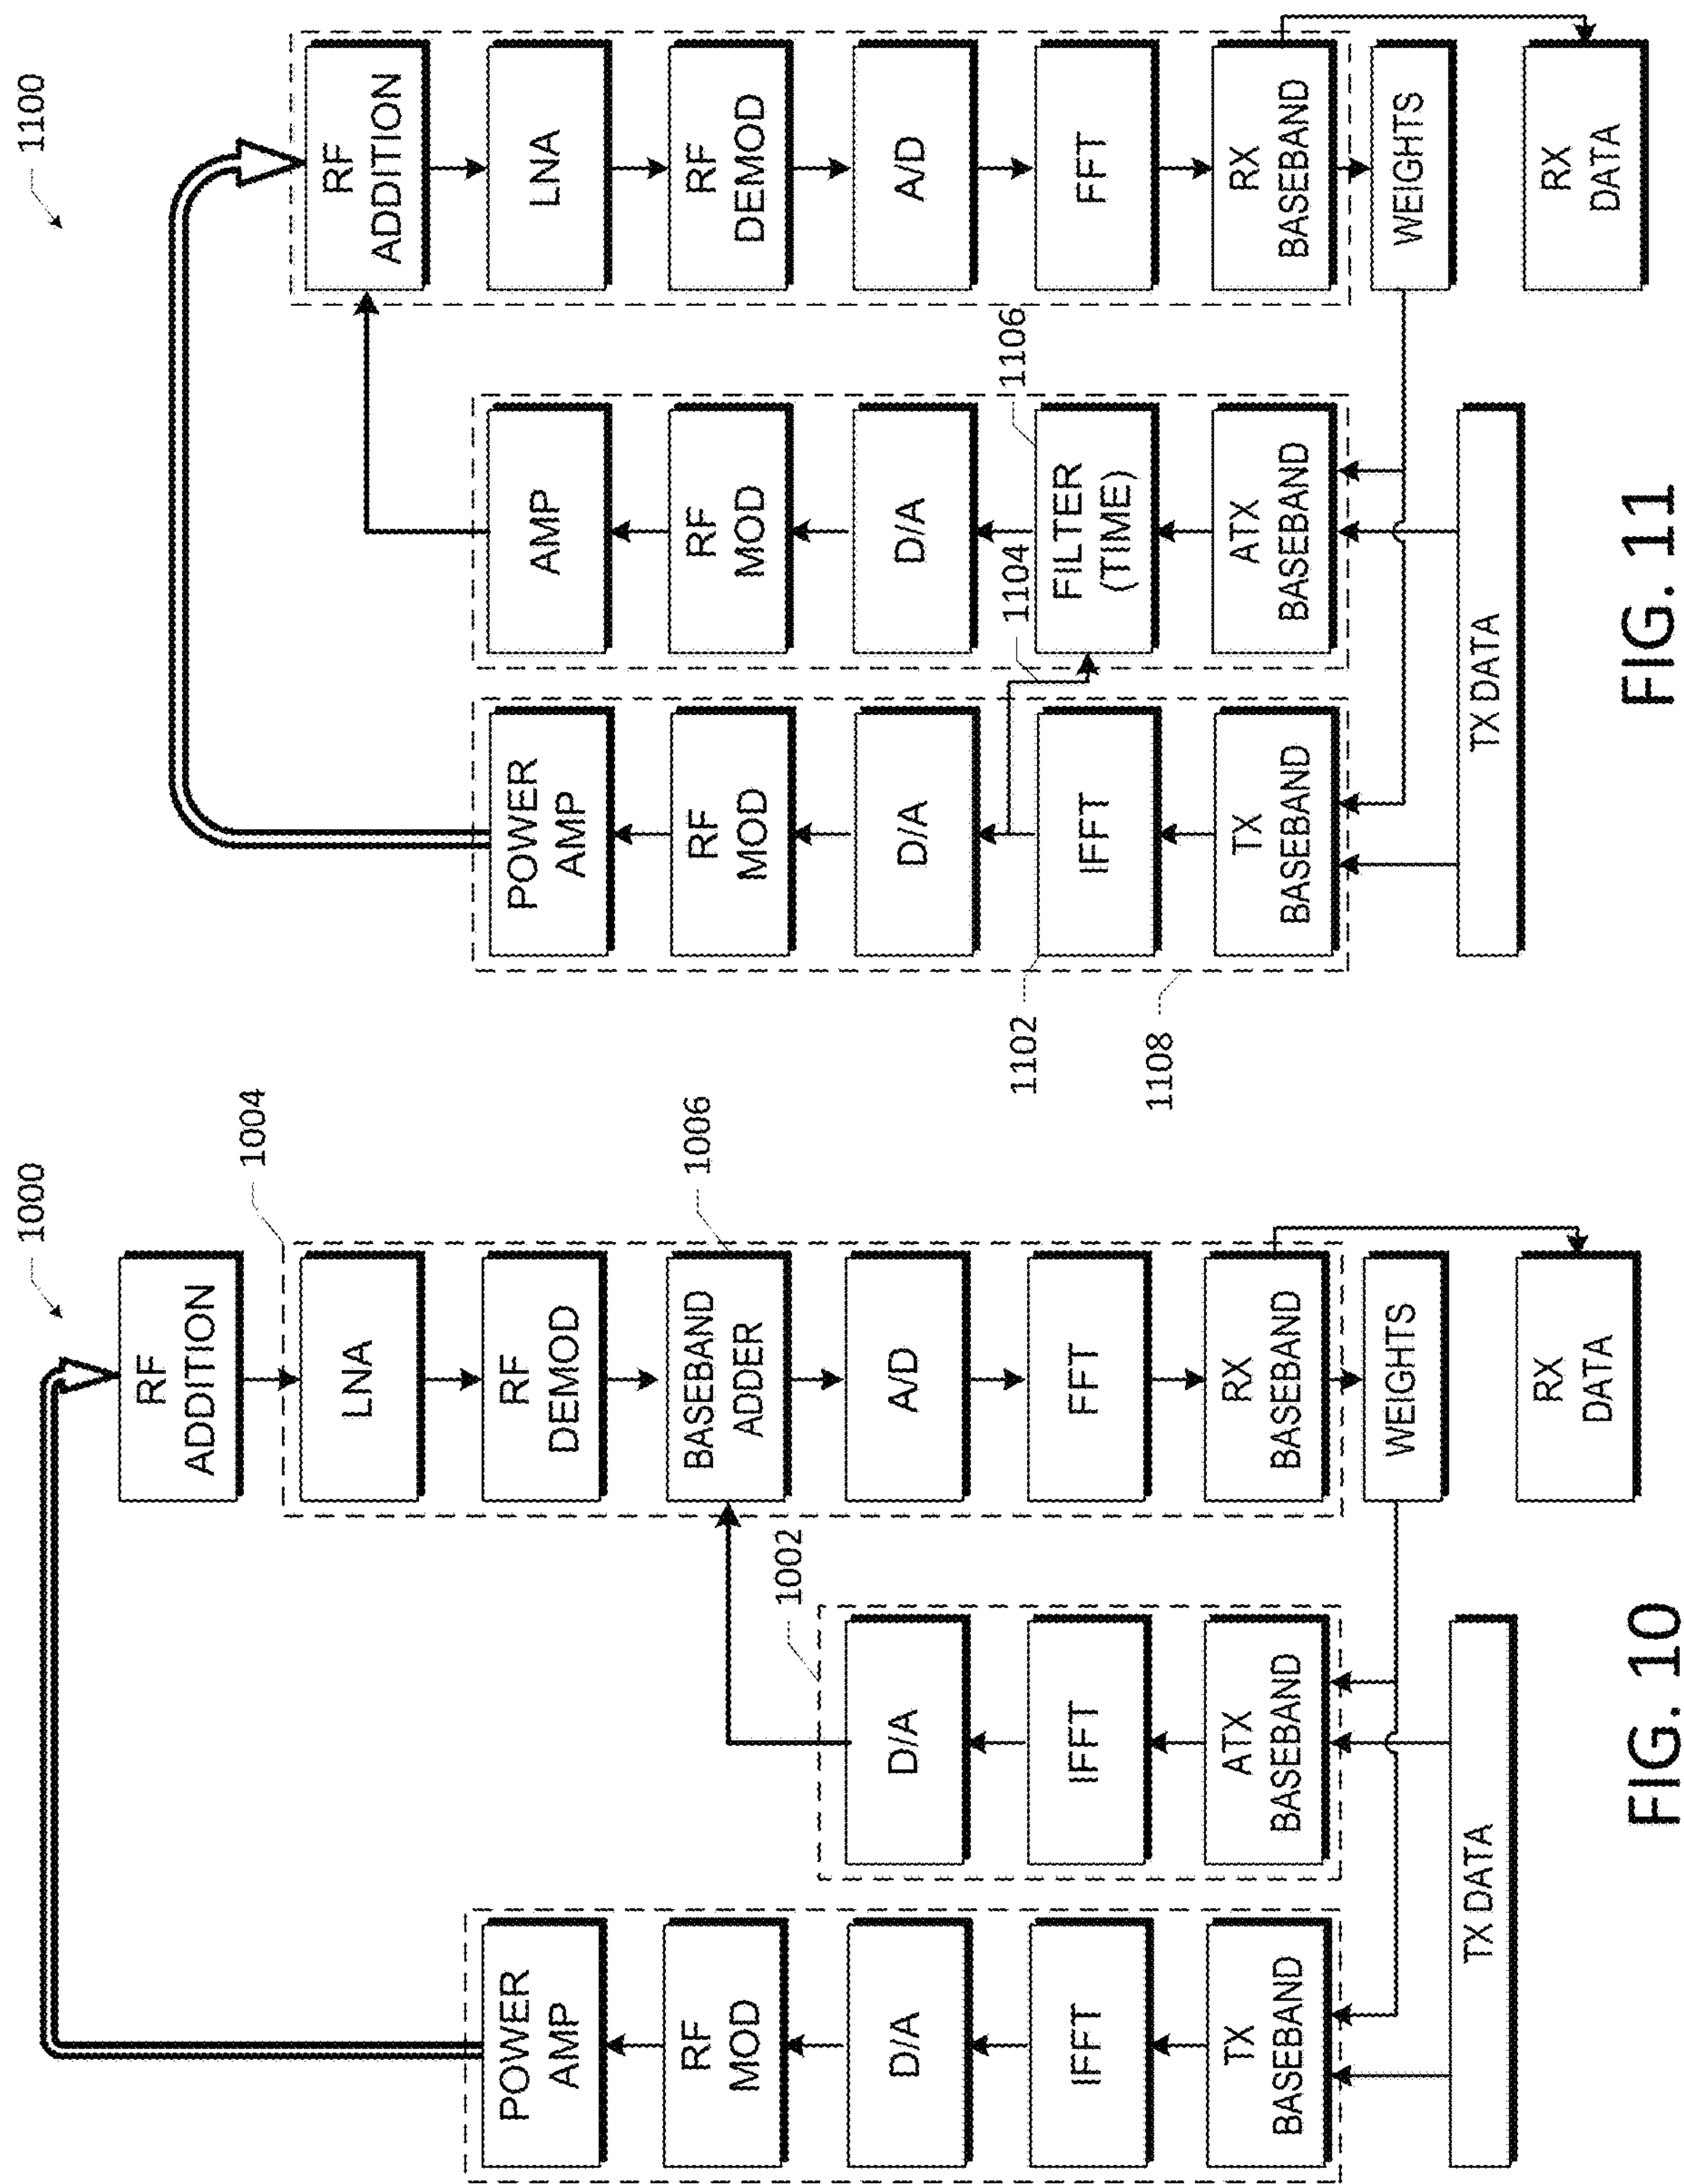 1000
RF
ADDITION
1004
LNA
RF
DEMOD
BASEBAND
ADDER
1006
A/D
FFT
RX
BASEBAND
WEIGHTS
RX
DATA
1002
D/A
IFFT
ATX
BASEBAND
POWER
AMP
RF
MOD
D/A
IFFT
TX
BASEBAND
TX DATA
FIG. 10
1100
RF
ADDITION
LNA
RF
DEMOD
A/D
FFT
RX
BASEBAND
WEIGHTS
RX
DATA
AMP
RF
MOD
D/A
1104
FILTER
(TIME)
1106
ATX
BASEBAND
POWER
AMP
RF
MOD
D/A
IFFT
1102
TX
BASEBAND
1108
TX DATA
FIG. 11